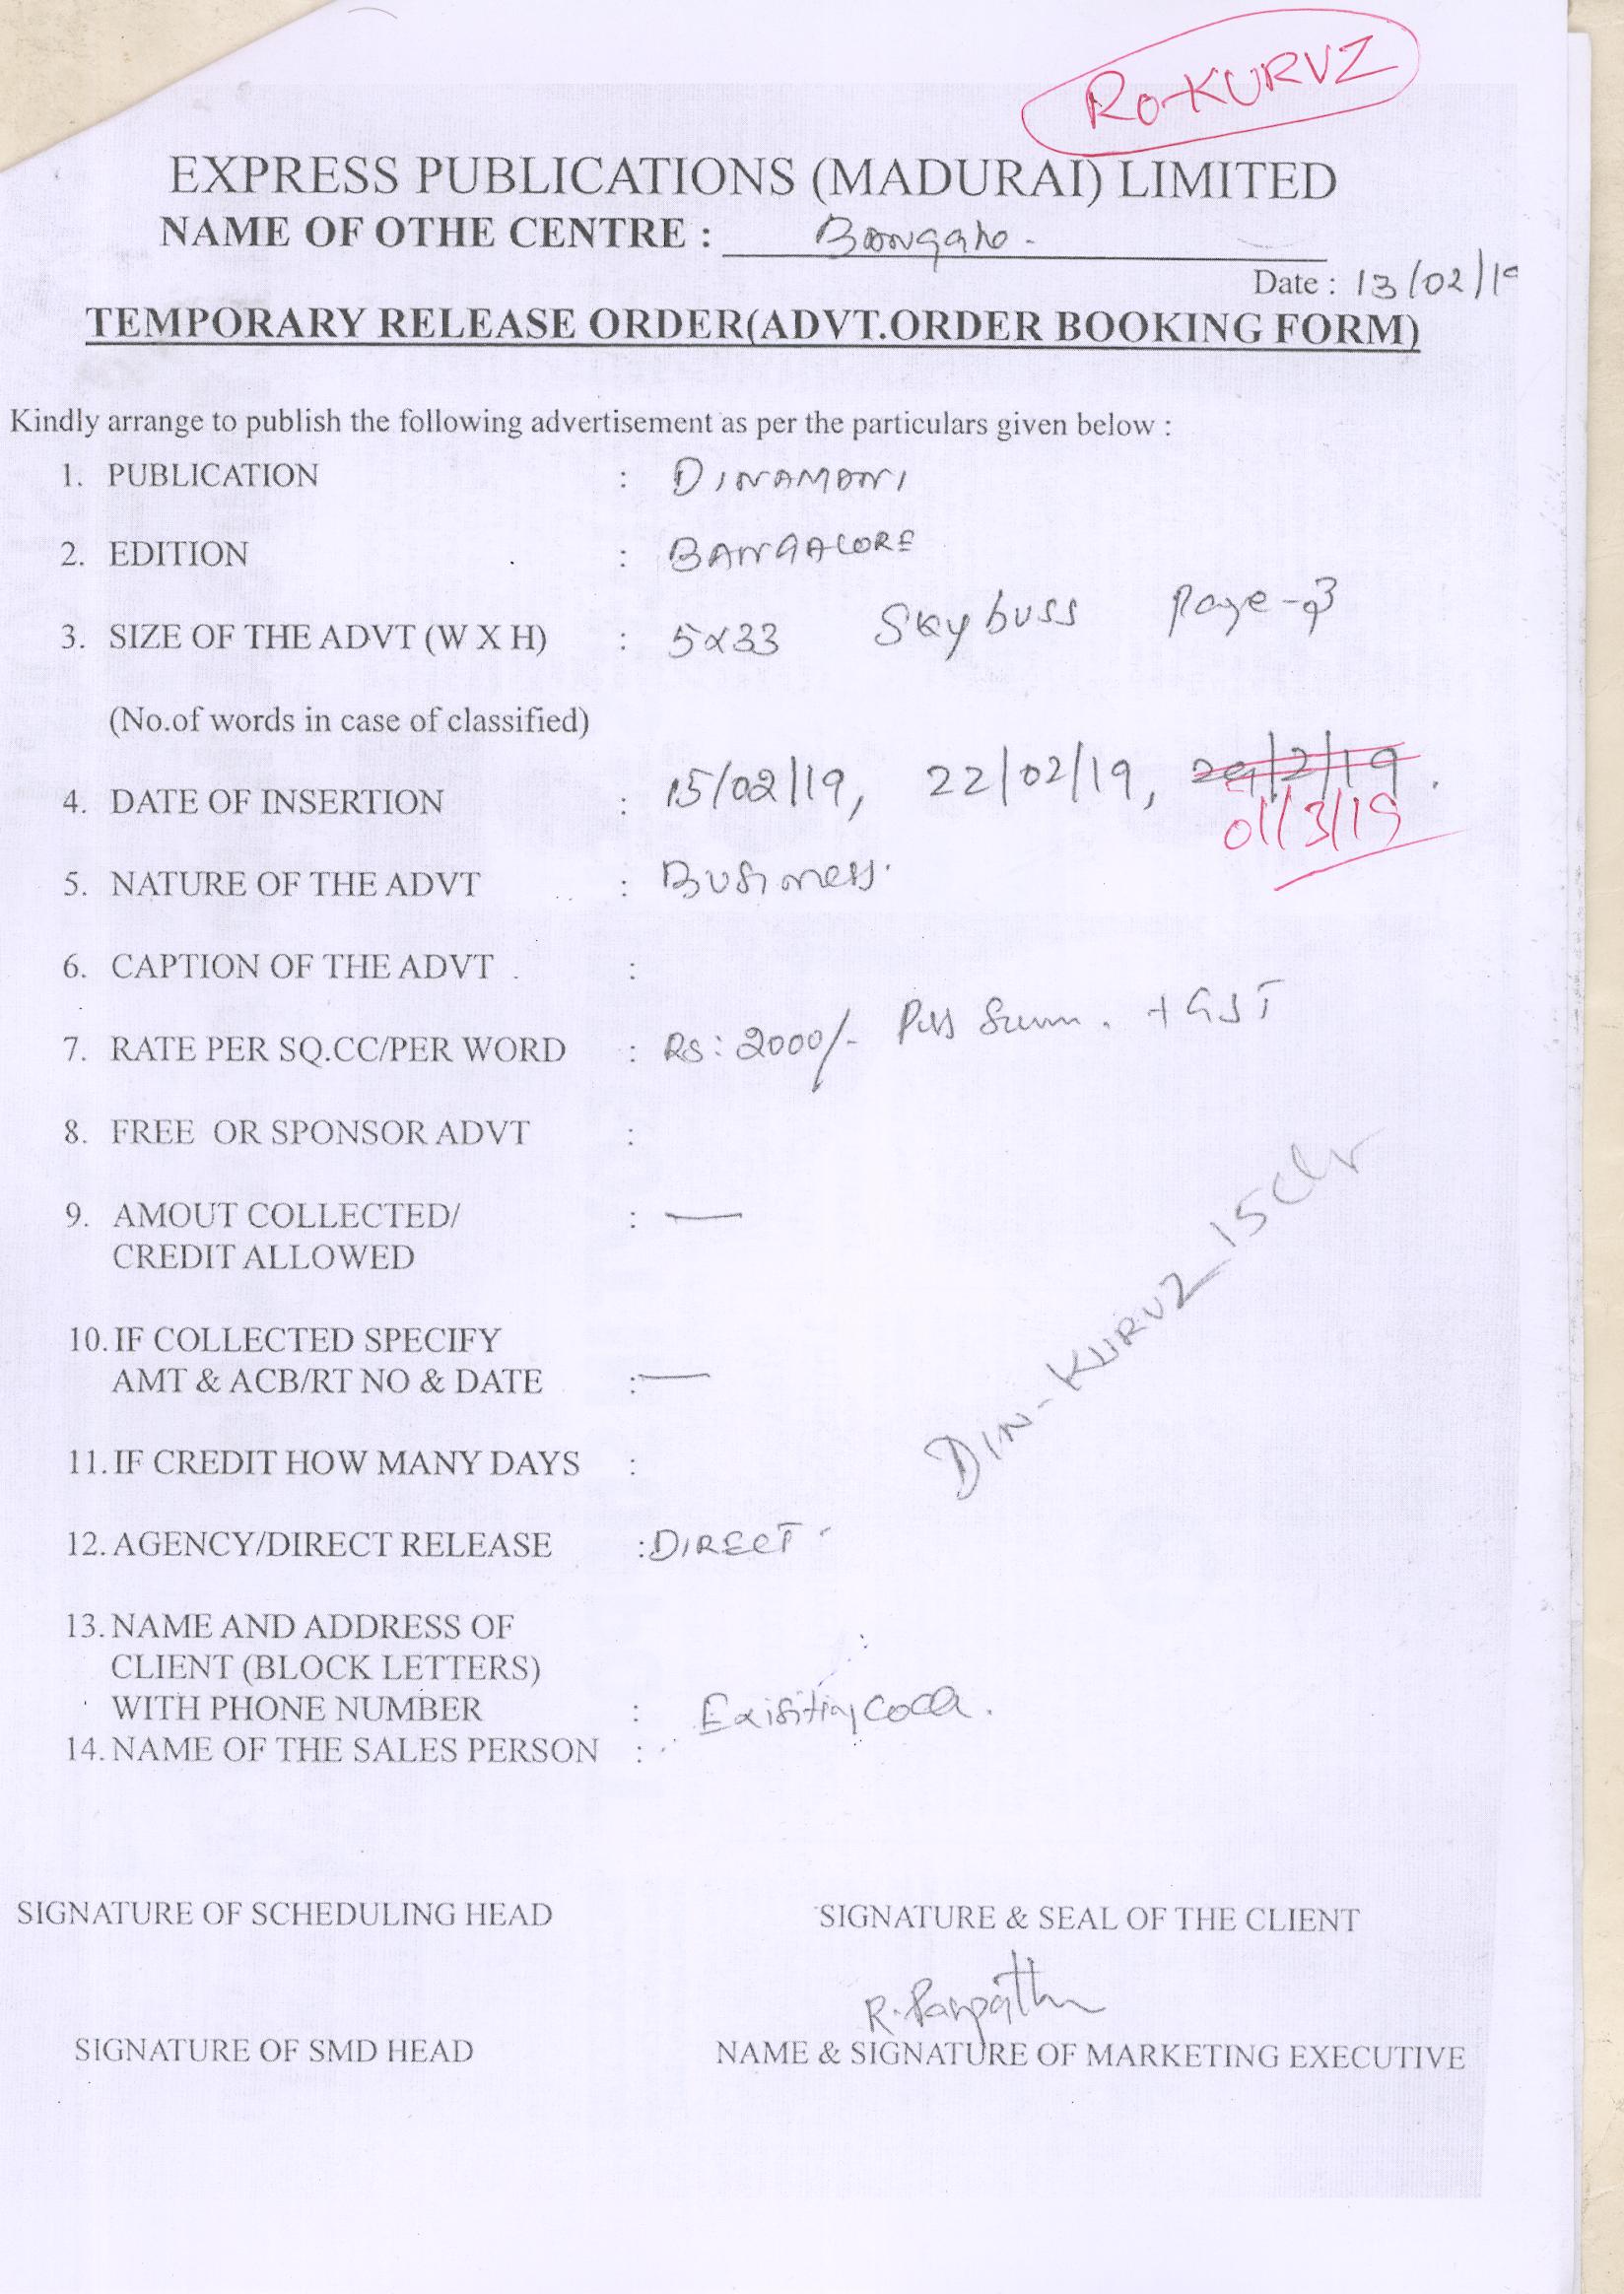 RO-KURVZ
EXPRESS PUBLICATIONS (MADURAI) LIMITED
NAME OF OTHE CENTRE :
Date : 13/02/19
TEMPORARY RELEASE ORDER(ADVT.ORDER BOOKING FORM)
Kindly arrange to publish the following advertisement as per the particulars given below :
1. PUBLICATION : DINAMANI
2. EDITION : BANGALORE
3. SIZE OF THE ADVT (W X H) : 5x33 Skybuss Page-3
(No.of words in case of classified)
4. DATE OF INSERTION : 15/02/19, 22/02/19, 29/2/19.
01/3/19
5. NATURE OF THE ADVT : Business.
6. CAPTION OF THE ADVT :
7. RATE PER SQ.CC/PER WORD : RS: 2000/- + GST
8. FREE OR SPONSOR ADVT :
9. AMOUT COLLECTED/ : —
CREDIT ALLOWED
10. IF COLLECTED SPECIFY
AMT & ACB/RT NO & DATE : —
DIN-KURVZ_15Clr
11. IF CREDIT HOW MANY DAYS :
12. AGENCY/DIRECT RELEASE : DIRECT
13. NAME AND ADDRESS OF
CLIENT (BLOCK LETTERS)
WITH PHONE NUMBER :
14. NAME OF THE SALES PERSON :
SIGNATURE OF SCHEDULING HEAD SIGNATURE & SEAL OF THE CLIENT
SIGNATURE OF SMD HEAD NAME & SIGNATURE OF MARKETING EXECUTIVE